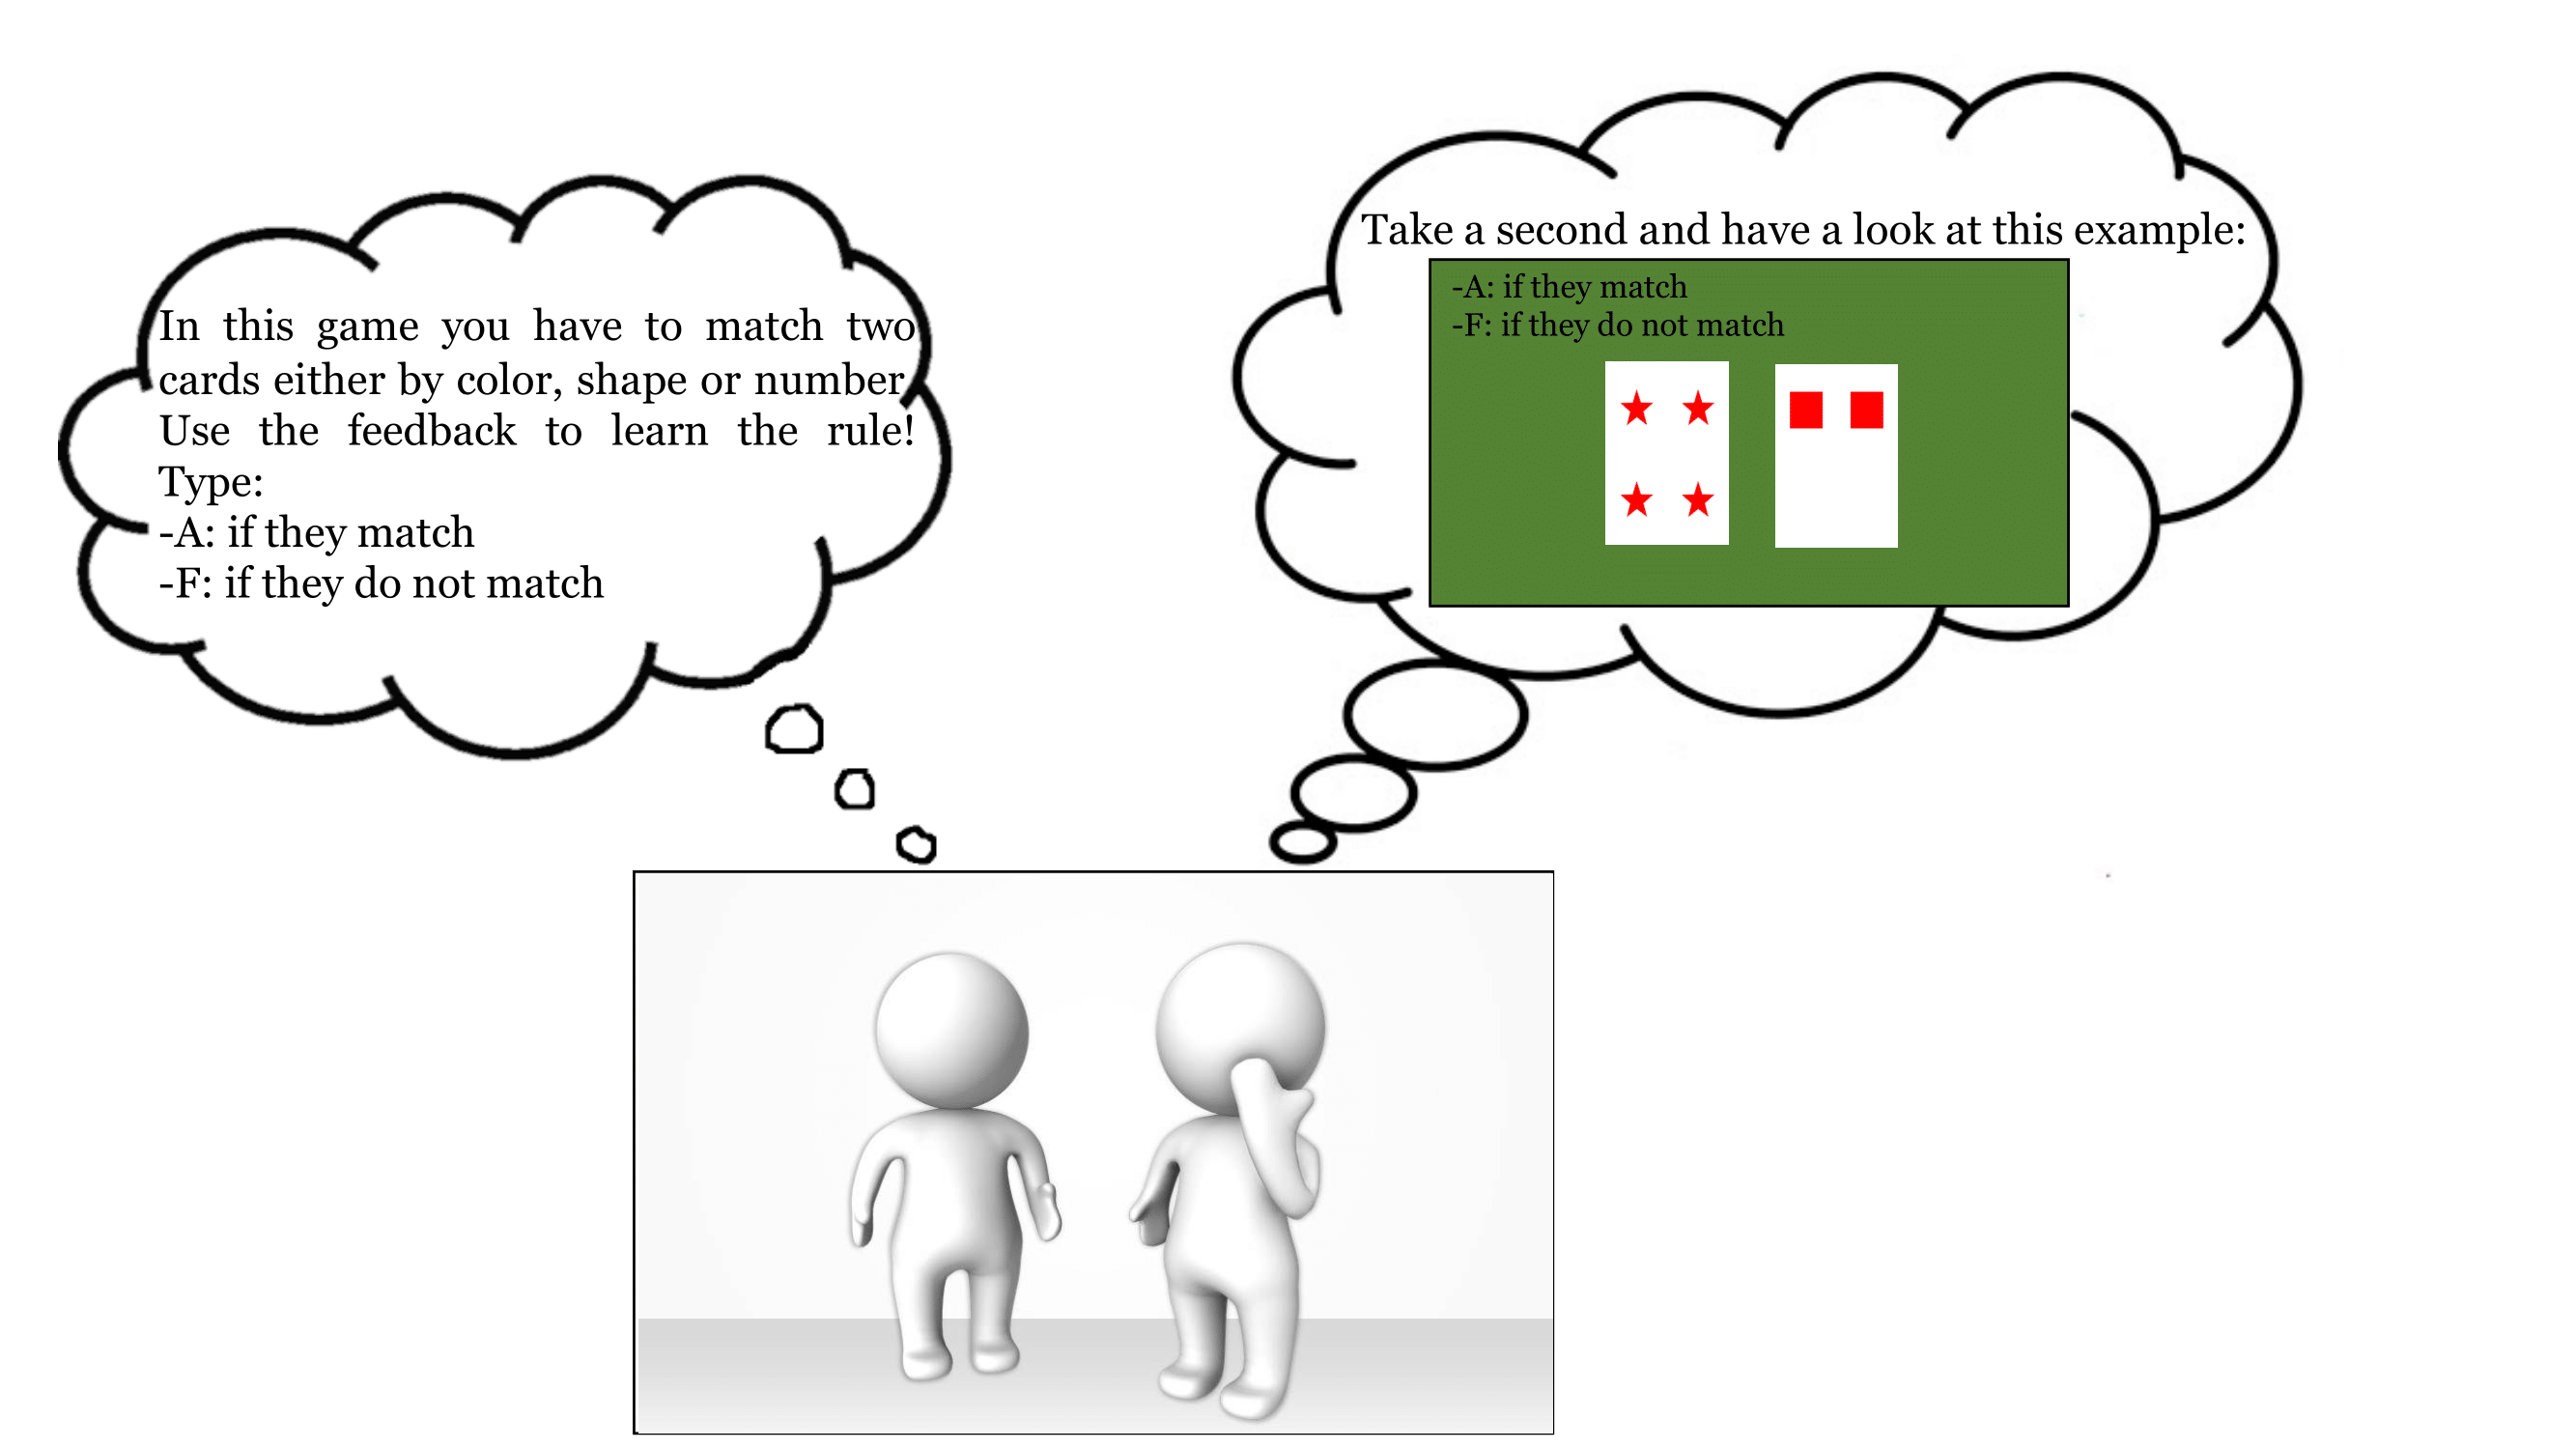 In this game you have to match two
cards either by color, shape or number
Use the feedback to learn the rule!
Type:
-A: if they match
-F: if they do not match
Take a second and have a look at this example:
-A: if they match
-F: if they do not match